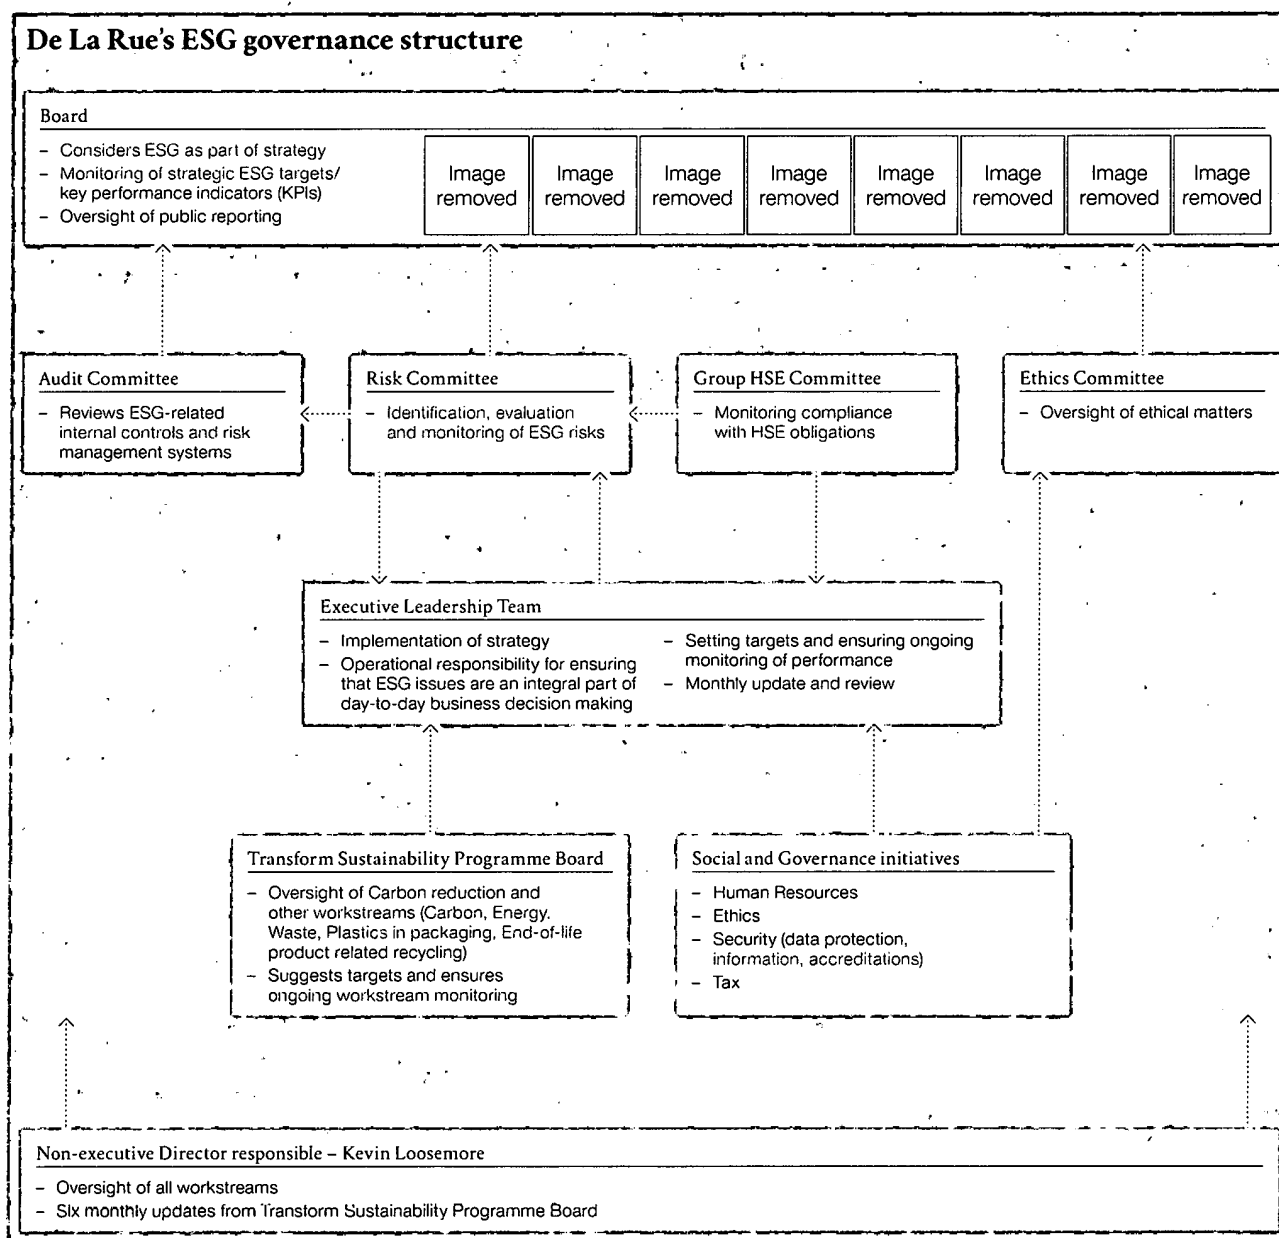 De La Rue's ESG governance structure
Board
– Considers ESG as part of strategy
– Monitoring of strategic ESG targets/
key performance indicators (KPIs)
– Oversight of public reporting
Image
removed
Image
removed
Image
removed
Image
removed
Image
removed
Image
removed
Image
removed
Image
removed
Audit Committee
– Reviews ESG-related
internal controls and risk
management systems
Risk Committee
– Identification, evaluation
and monitoring of ESG risks
Group HSE Committee
– Monitoring compliance
with HSE obligations
Ethics Committee
– Oversight of ethical matters
Executive Leadership Team
– Implementation of strategy
– Operational responsibility for ensuring
that ESG issues are an integral part of
day-to-day business decision making
– Setting targets and ensuring ongoing
monitoring of performance
– Monthly update and review
Transform Sustainability Programme Board
– Oversight of Carbon reduction and
other workstreams (Carbon, Energy.
Waste, Plastics in packaging, End-of-life
product related recycling)
– Suggests targets and ensures
ongoing workstream monitoring
Social and Governance initiatives
– Human Resources
– Ethics
– Security (data protection,
information, accreditations)
– Tax
Non-executive Director responsible – Kevin Loosemore
– Oversight of all workstreams
– Six monthly updates from Transform Sustainability Programme Board